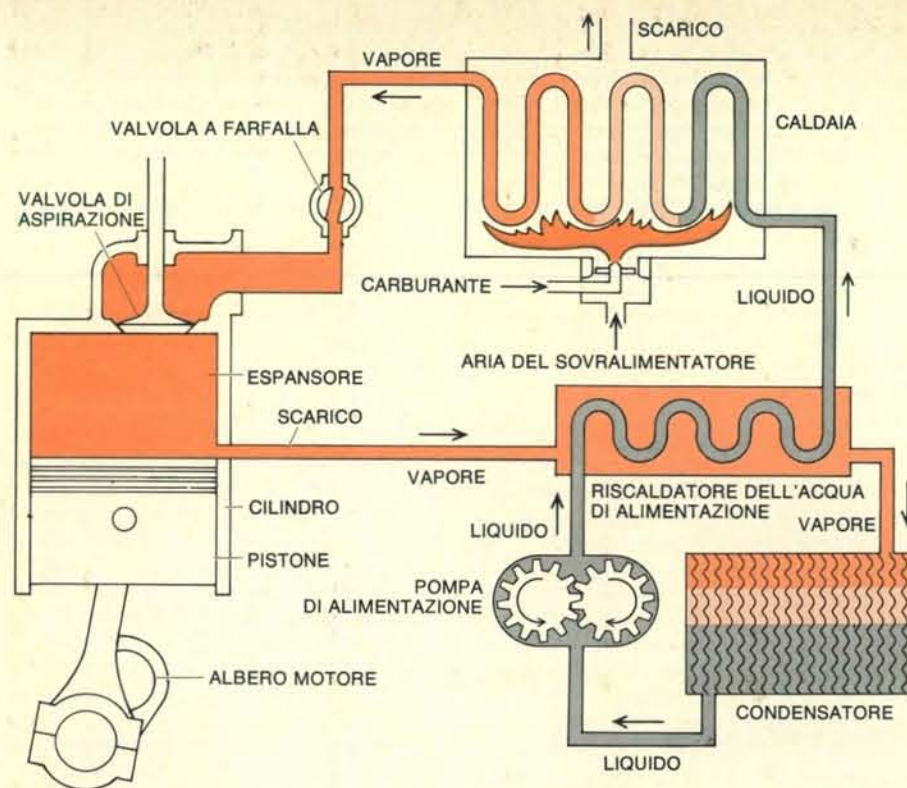 SCARICO
VAPORE
CALDAIA
VALVOLA A FARFALLA
VALVOLA DI
ASPIRAZIONE
CARBURANTE
LIQUIDO
ARIA DEL SOVRALIMENTATORE
ESPANSORE
SCARICO
VAPORE
RISCALDATORE DELL'ACQUA
DI ALIMENTAZIONE
CILINDRO
LIQUIDO
VAPORE
PISTONE
POMPA
DI ALIMENTAZIONE
ALBERO MOTORE
CONDENSATORE
LIQUIDO